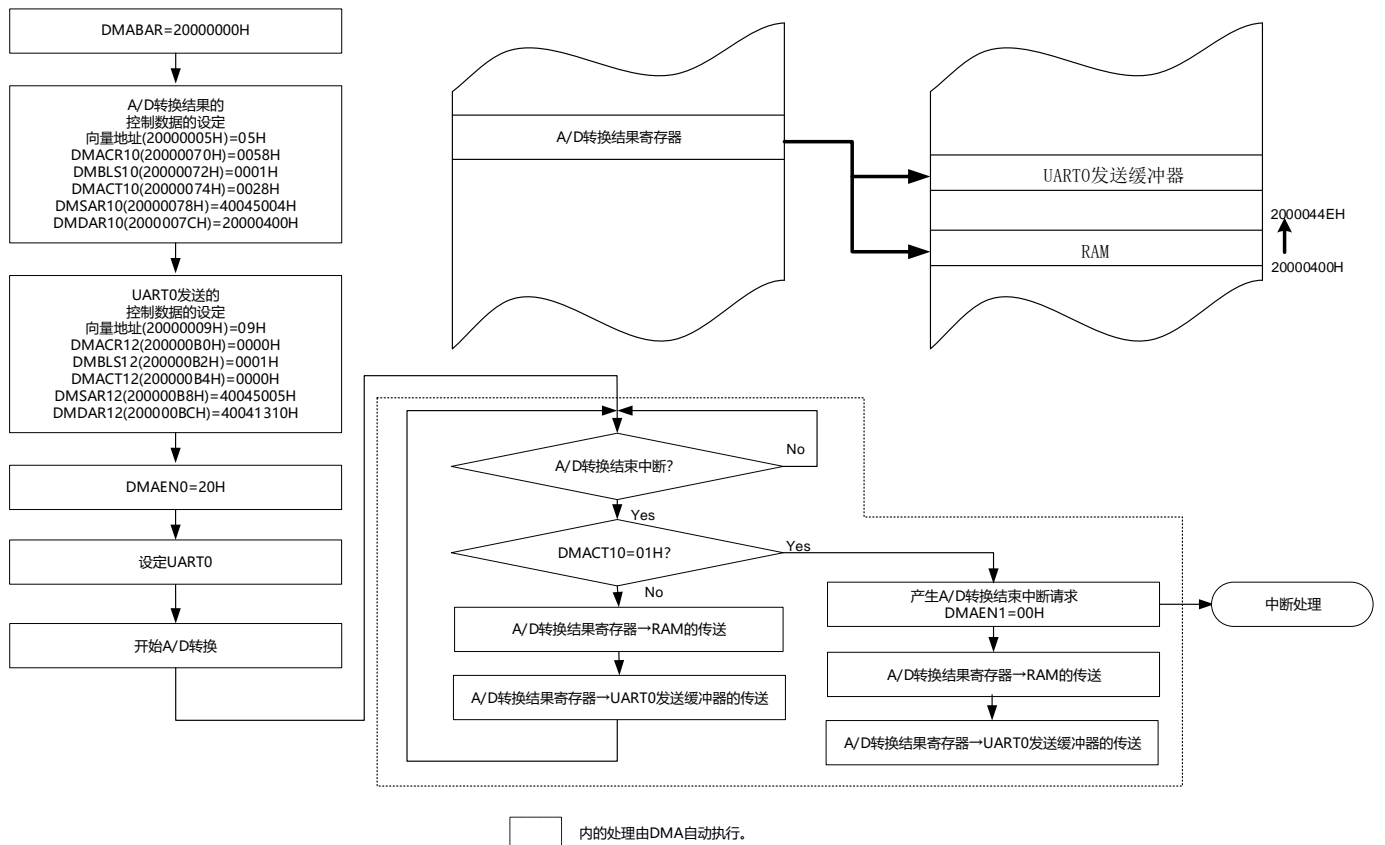 DMABAR=20000000H
A/D转换结果的
控制数据的设定
向量地址(20000005H)=05H
DMACR10(20000070H)=0058H
DMBLS10(20000072H)=0001H
DMACT10(20000074H)=0028H
DMSAR10(20000078H)=40045004H
DMDAR10(2000007CH)=20000400H
UART0发送的
控制数据的设定
向量地址(20000009H)=09H
DMACR12(200000B0H)=0000H
DMBLS12(200000B2H)=0001H
DMACT12(200000B4H)=0000H
DMSAR12(200000B8H)=40045005H
DMDAR12(200000BCH)=40041310H
DMAEN0=20H
设定UART0
开始A/D转换
A/D转换结果寄存器
UART0发送缓冲器
2000044EH
RAM
20000400H
A/D转换结束中断?
No
Yes
DMACT10=01H?
Yes
No
A/D转换结果寄存器→RAM的传送
A/D转换结果寄存器→UART0发送缓冲器的传送
产生A/D转换结束中断请求
DMAEN1=00H
中断处理
A/D转换结果寄存器→RAM的传送
A/D转换结果寄存器→UART0发送缓冲器的传送
内的处理由DMA自动执行。